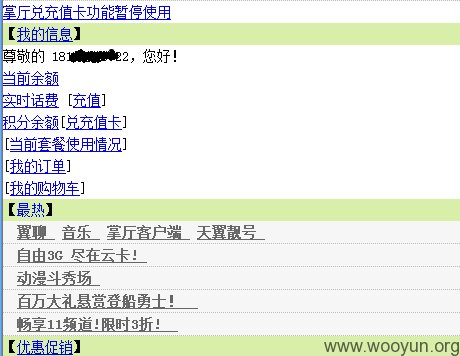 掌厅兑充值卡功能暂停使用
【我的信息】
尊敬的 181 22，您好！
当前余额
实时话费 [充值]
积分余额[兑充值卡]
[当前套餐使用情况]
[我的订单]
[我的购物车]
【最热】
翼聊 音乐 掌厅客户端 天翼靓号
自由3G 尽在云卡！
动漫斗秀场
百万大礼悬赏登船勇士！
畅享11频道!限时3折！
【优惠促销】
www.wooyun.org